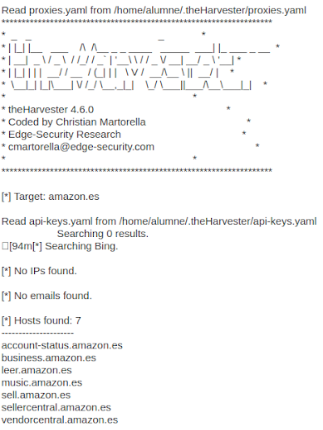 Read proxies.yaml from /home/alumne/.theHarvester/proxies.yaml
*******************************************************************
*  _   _                                            _             *
* | |_| |__   ___    /\  /\__ _ _ ____   _____  ___| |_ ___ _ __  *
* | __|  _ \ / _ \  / /_/ / _` | '__\ \ / / _ \/ __| __/ _ \ '__| *
* | |_| | | |  __/ / __  / (_| | |   \ V /  __/\__ \ ||  __/ |    *
*  \__|_| |_|\___| \/ /_/ \__,_|_|    \_/ \___||___/\__\___|_|    *
*                                                                 *
* theHarvester 4.6.0                                              *
* Coded by Christian Martorella                                   *
* Edge-Security Research                                          *
* cmartorella@edge-security.com                                   *
*                                                                 *
*******************************************************************
[*] Target: amazon.es
Read api-keys.yaml from /home/alumne/.theHarvester/api-keys.yaml
Searching 0 results.
[94m[*] Searching Bing.
[*] No IPs found.
[*] No emails found.
[*] Hosts found: 7
---------------------
account-status.amazon.es
business.amazon.es
leer.amazon.es
music.amazon.es
sell.amazon.es
sellercentral.amazon.es
vendorcentral.amazon.es